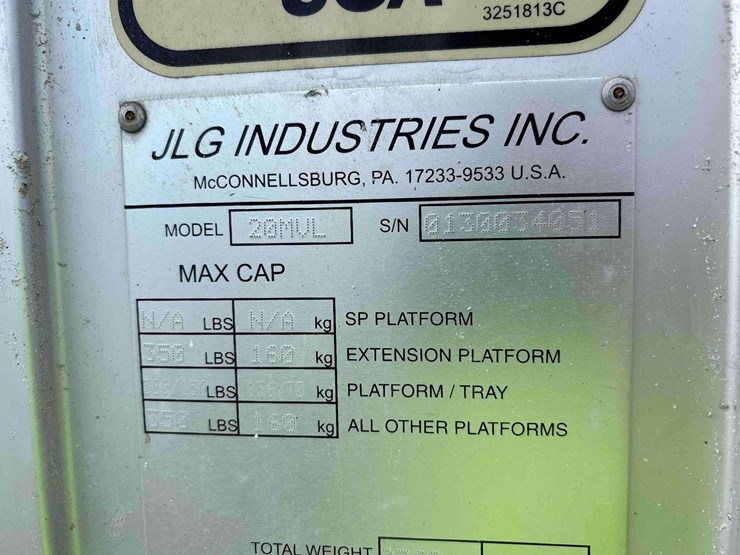 USA
3251813C
JLG INDUSTRIES INC.
McCONNELLSBURG, PA. 17233-9533 U.S.A.
MODEL 20MVL S/N 0130034051
MAX CAP
N/A LBS N/A kg SP PLATFORM
350 LBS 160 kg EXTENSION PLATFORM
LBS kg PLATFORM / TRAY
350 LBS 160 kg ALL OTHER PLATFORMS
TOTAL WEIGHT